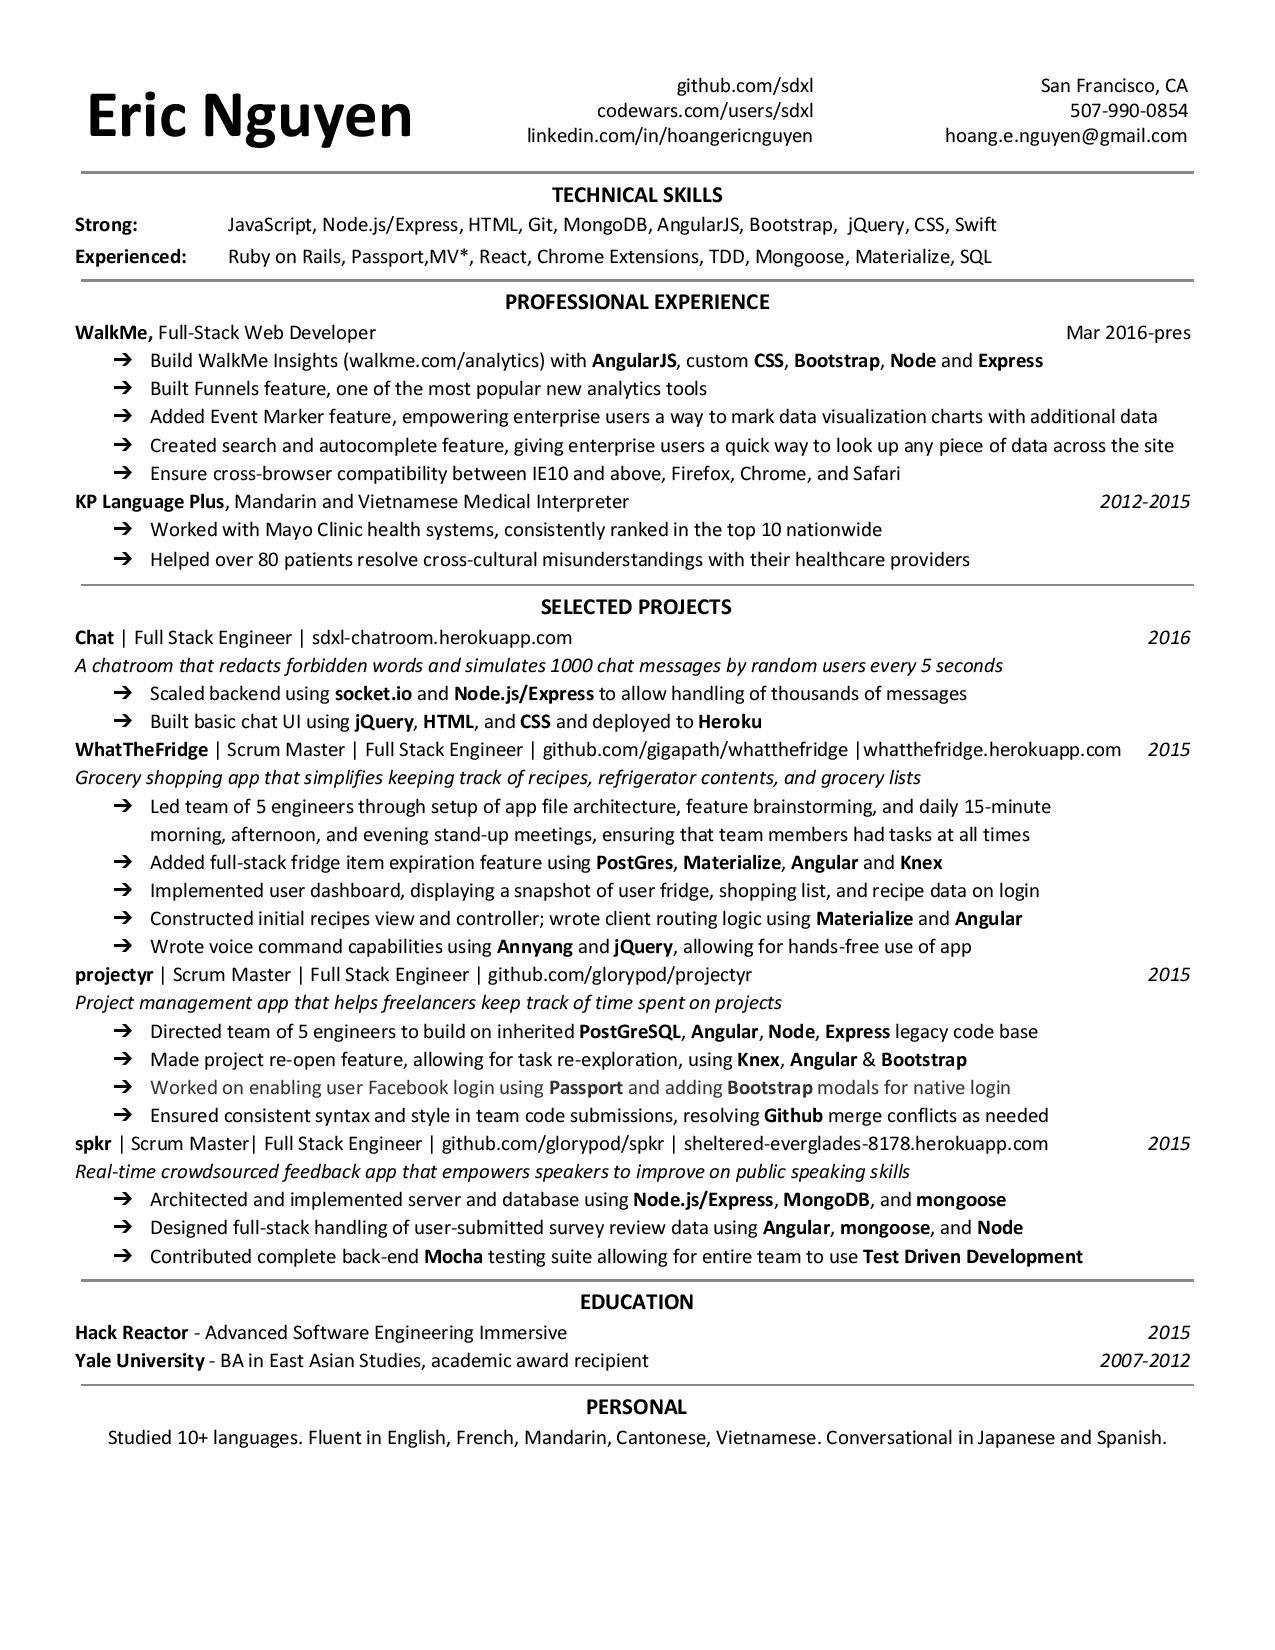 Eric Nguyen
github.com/sdxl
codewars.com/users/sdxl
linkedin.com/in/hoangericnguyen
San Francisco, CA
507-990-0854
hoang.e.nguyen@gmail.com
TECHNICAL SKILLS
Strong: JavaScript, Node.js/Express, HTML, Git, MongoDB, AngularJS, Bootstrap,  jQuery, CSS, Swift
Experienced: Ruby on Rails, Passport,MV*, React, Chrome Extensions, TDD, Mongoose, Materialize, SQL
PROFESSIONAL EXPERIENCE
WalkMe, Full-Stack Web Developer Mar 2016-pres
➔ Build WalkMe Insights (walkme.com/analytics) with AngularJS, custom CSS, Bootstrap, Node and Express
➔ Built Funnels feature, one of the most popular new analytics tools
➔ Added Event Marker feature, empowering enterprise users a way to mark data visualization charts with additional data
➔ Created search and autocomplete feature, giving enterprise users a quick way to look up any piece of data across the site
➔ Ensure cross-browser compatibility between IE10 and above, Firefox, Chrome, and Safari
KP Language Plus, Mandarin and Vietnamese Medical Interpreter 2012-2015
➔ Worked with Mayo Clinic health systems, consistently ranked in the top 10 nationwide
➔ Helped over 80 patients resolve cross-cultural misunderstandings with their healthcare providers
SELECTED PROJECTS
Chat | Full Stack Engineer | sdxl-chatroom.herokuapp.com 2016
A chatroom that redacts forbidden words and simulates 1000 chat messages by random users every 5 seconds
➔ Scaled backend using socket.io and Node.js/Express to allow handling of thousands of messages
➔ Built basic chat UI using jQuery, HTML, and CSS and deployed to Heroku
WhatTheFridge | Scrum Master | Full Stack Engineer | github.com/gigapath/whatthefridge |whatthefridge.herokuapp.com 2015
Grocery shopping app that simplifies keeping track of recipes, refrigerator contents, and grocery lists
➔ Led team of 5 engineers through setup of app file architecture, feature brainstorming, and daily 15-minute
morning, afternoon, and evening stand-up meetings, ensuring that team members had tasks at all times
➔ Added full-stack fridge item expiration feature using PostGres, Materialize, Angular and Knex
➔ Implemented user dashboard, displaying a snapshot of user fridge, shopping list, and recipe data on login
➔ Constructed initial recipes view and controller; wrote client routing logic using Materialize and Angular
➔ Wrote voice command capabilities using Annyang and jQuery, allowing for hands-free use of app
projectyr | Scrum Master | Full Stack Engineer | github.com/glorypod/projectyr 2015
Project management app that helps freelancers keep track of time spent on projects
➔ Directed team of 5 engineers to build on inherited PostGreSQL, Angular, Node, Express legacy code base
➔ Made project re-open feature, allowing for task re-exploration, using Knex, Angular & Bootstrap
➔ Worked on enabling user Facebook login using Passport and adding Bootstrap modals for native login
➔ Ensured consistent syntax and style in team code submissions, resolving Github merge conflicts as needed
spkr | Scrum Master| Full Stack Engineer | github.com/glorypod/spkr | sheltered-everglades-8178.herokuapp.com 2015
Real-time crowdsourced feedback app that empowers speakers to improve on public speaking skills
➔ Architected and implemented server and database using Node.js/Express, MongoDB, and mongoose
➔ Designed full-stack handling of user-submitted survey review data using Angular, mongoose, and Node
➔ Contributed complete back-end Mocha testing suite allowing for entire team to use Test Driven Development
EDUCATION
Hack Reactor - Advanced Software Engineering Immersive 2015
Yale University - BA in East Asian Studies, academic award recipient 2007-2012
PERSONAL
Studied 10+ languages. Fluent in English, French, Mandarin, Cantonese, Vietnamese. Conversational in Japanese and Spanish.